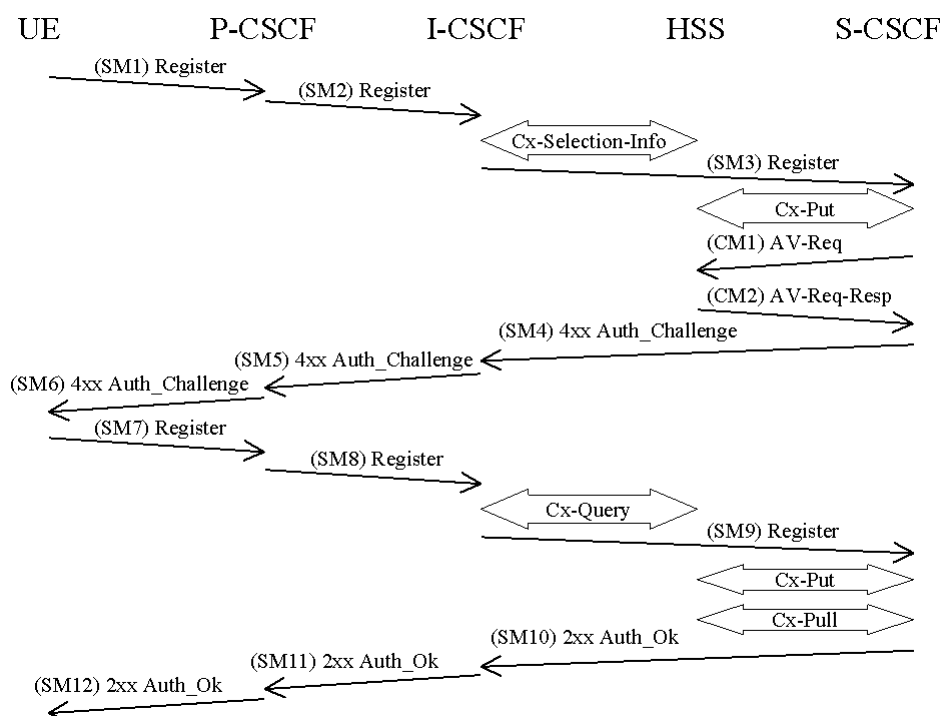 UE P-CSCF I-CSCF HSS S-CSCF
(SM1) Register
(SM2) Register
Cx-Selection-Info
(SM3) Register
Cx-Put
(CM1) AV-Req
(CM2) AV-Req-Resp
(SM4) 4xx Auth_Challenge
(SM5) 4xx Auth_Challenge
(SM6) 4xx Auth_Challenge
(SM7) Register
(SM8) Register
Cx-Query
(SM9) Register
Cx-Put
Cx-Pull
(SM10) 2xx Auth_Ok
(SM11) 2xx Auth_Ok
(SM12) 2xx Auth_Ok